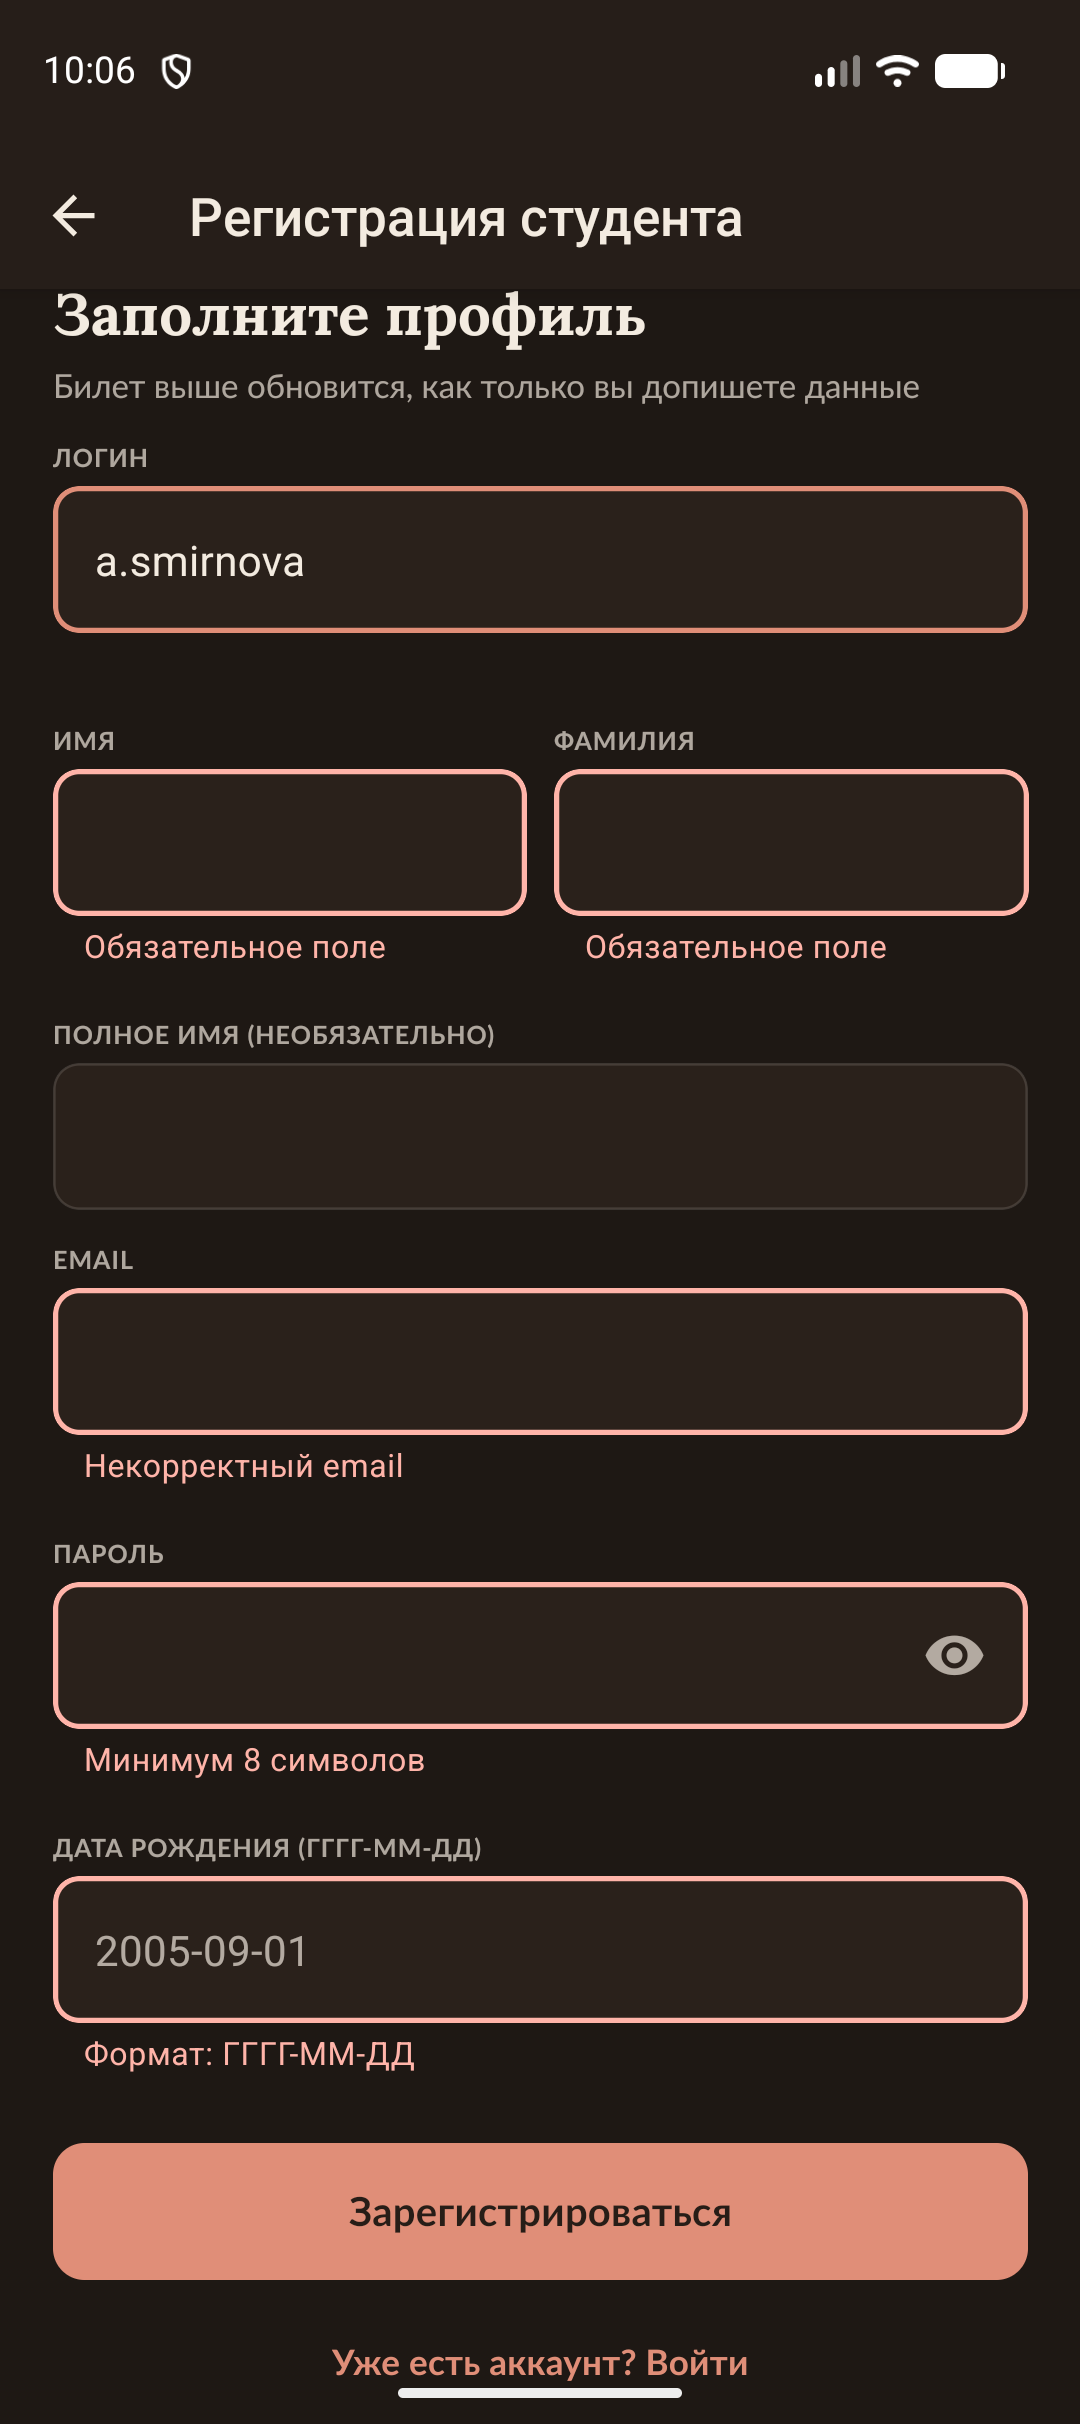 10:06
Регистрация студента
Заполните профиль
Билет выше обновится, как только вы допишете данные
ЛОГИН
a.smirnova
ИМЯ
ФАМИЛИЯ
Обязательное поле
Обязательное поле
ПОЛНОЕ ИМЯ (НЕОБЯЗАТЕЛЬНО)
EMAIL
Некорректный email
ПАРОЛЬ
Минимум 8 символов
ДАТА РОЖДЕНИЯ (ГГГГ-ММ-ДД)
2005-09-01
Формат: ГГГГ-ММ-ДД
Зарегистрироваться
Уже есть аккаунт? Войти